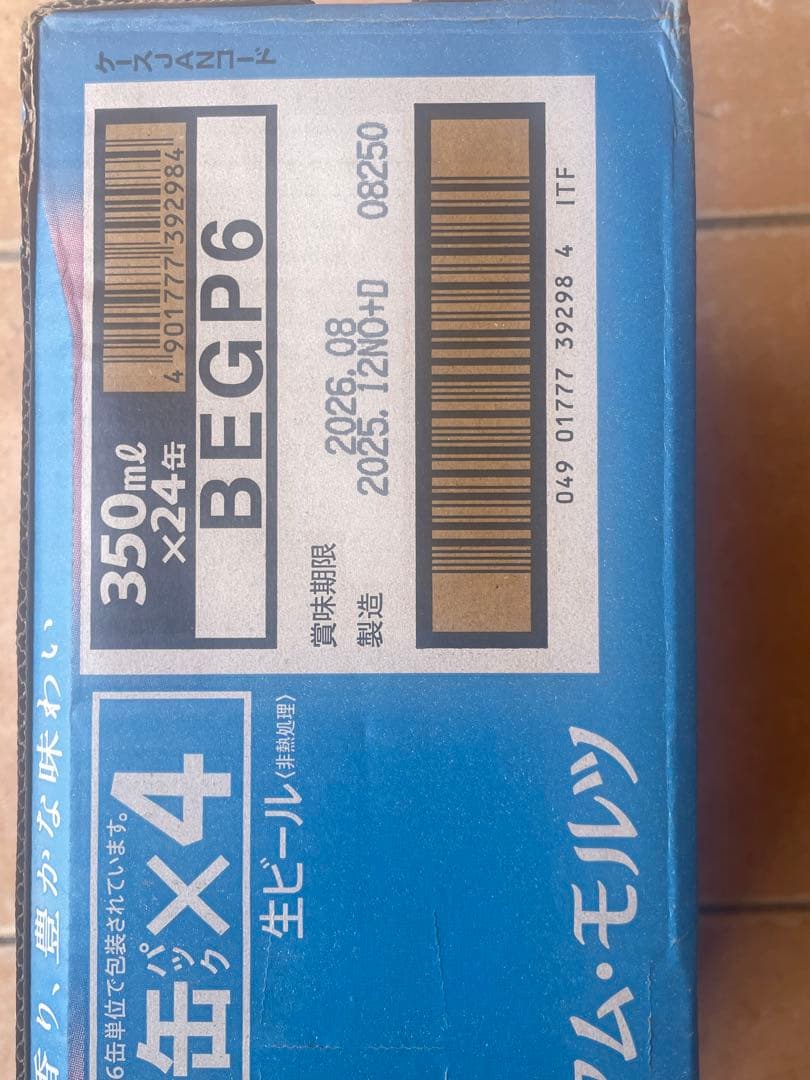 ケースJANコード
350ml
×24缶
4 901777 392984
BEGP6
賞味期限 2026.08
製造 2025.12NO+D 08250
049 01777 39298 4 ITF
香り、豊かな味わい
6缶単位で包装されています。
缶パック×4
生ビール〈非熱処理〉
アム・モルツ